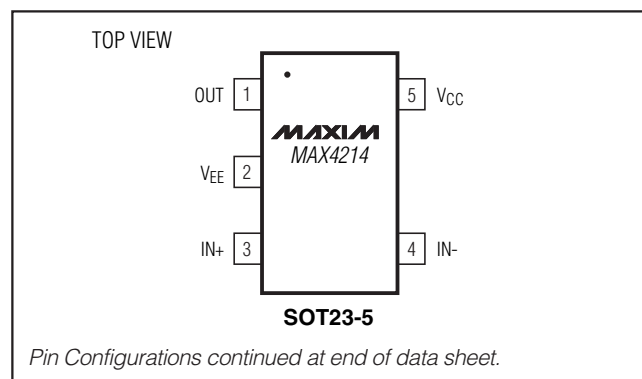 TOP VIEW
OUT 1
5 VCC
MAXIM
MAX4214
VEE 2
IN+ 3
4 IN-
SOT23-5
Pin Configurations continued at end of data sheet.